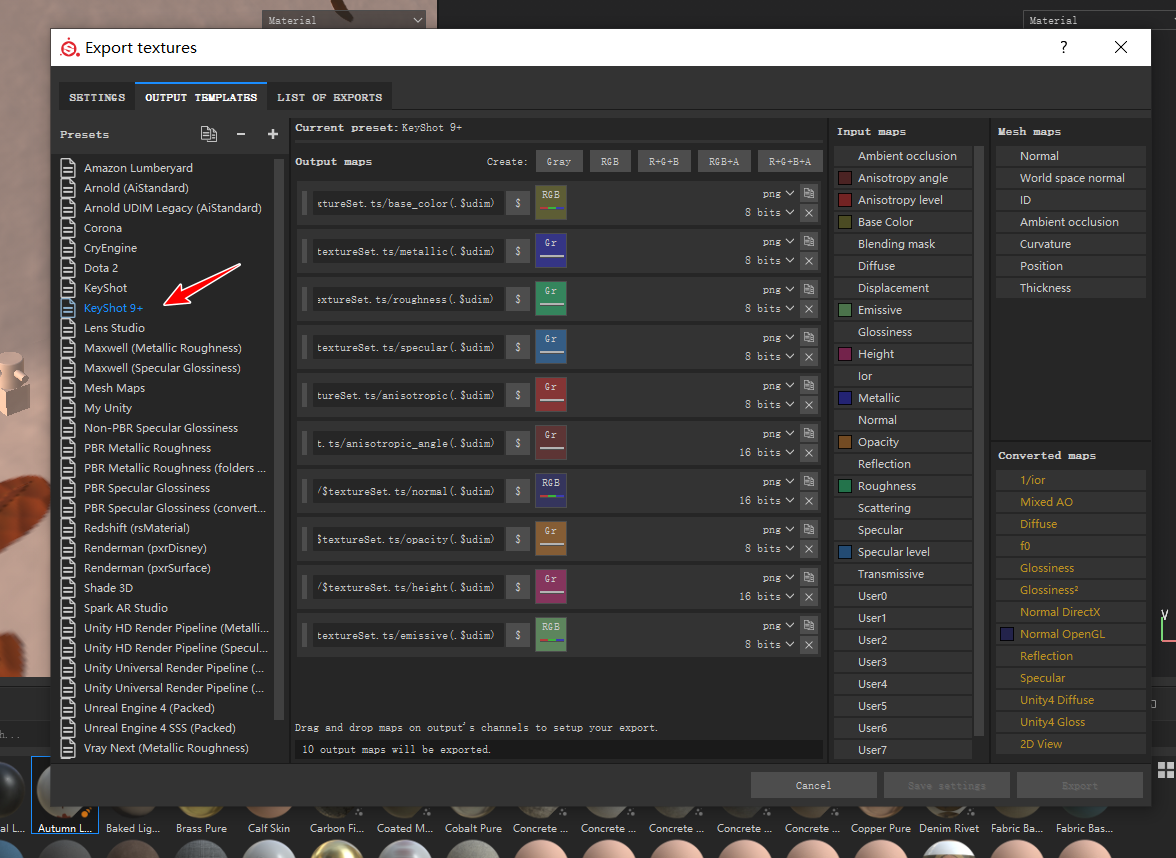 Material
Material
Export textures
?
SETTINGS
OUTPUT TEMPLATES
LIST OF EXPORTS
Presets
Amazon Lumberyard
Arnold (AiStandard)
Arnold UDIM Legacy (AiStandard)
Corona
CryEngine
Dota 2
KeyShot
KeyShot 9+
Lens Studio
Maxwell (Metallic Roughness)
Maxwell (Specular Glossiness)
Mesh Maps
My Unity
Non-PBR Specular Glossiness
PBR Metallic Roughness
PBR Metallic Roughness (folders ...
PBR Specular Glossiness
PBR Specular Glossiness (convert...
Redshift (rsMaterial)
Renderman (pxrDisney)
Renderman (pxrSurface)
Shade 3D
Spark AR Studio
Unity HD Render Pipeline (Metalli...
Unity HD Render Pipeline (Specul...
Unity Universal Render Pipeline (...
Unity Universal Render Pipeline (...
Unreal Engine 4 (Packed)
Unreal Engine 4 SSS (Packed)
Vray Next (Metallic Roughness)
Current preset: KeyShot 9+
Output maps
Create:
Gray
RGB
R+G+B
RGB+A
R+G+B+A
xtureSet.ts/base_color(.$udim)
$
RGB
png
8 bits
textureSet.ts/metallic(.$udim)
$
Gr
png
8 bits
extureSet.ts/roughness(.$udim)
$
Gr
png
8 bits
textureSet.ts/specular(.$udim)
$
Gr
png
8 bits
tureSet.ts/anisotropic(.$udim)
$
Gr
png
8 bits
t.ts/anisotropic_angle(.$udim)
$
Gr
png
16 bits
/$textureSet.ts/normal(.$udim)
$
RGB
png
16 bits
$textureSet.ts/opacity(.$udim)
$
Gr
png
8 bits
/$textureSet.ts/height(.$udim)
$
Gr
png
16 bits
textureSet.ts/emissive(.$udim)
$
RGB
png
8 bits
Drag and drop maps on output's channels to setup your export.
10 output maps will be exported.
Input maps
Ambient occlusion
Anisotropy angle
Anisotropy level
Base Color
Blending mask
Diffuse
Displacement
Emissive
Glossiness
Height
Ior
Metallic
Normal
Opacity
Reflection
Roughness
Scattering
Specular
Specular level
Transmissive
User0
User1
User2
User3
User4
User5
User6
User7
Mesh maps
Normal
World space normal
ID
Ambient occlusion
Curvature
Position
Thickness
Converted maps
1/ior
Mixed AO
Diffuse
f0
Glossiness
Glossiness²
Normal DirectX
Normal OpenGL
Reflection
Specular
Unity4 Diffuse
Unity4 Gloss
2D View
Cancel
Save settings
Export
h...
Y
al L...
Autumn L...
Baked Lig...
Brass Pure
Calf Skin
Carbon Fi...
Coated M...
Cobalt Pure
Concrete ...
Concrete ...
Concrete ...
Concrete ...
Concrete ...
Copper Pure
Denim Rivet
Fabric Ba...
Fabric Bas...